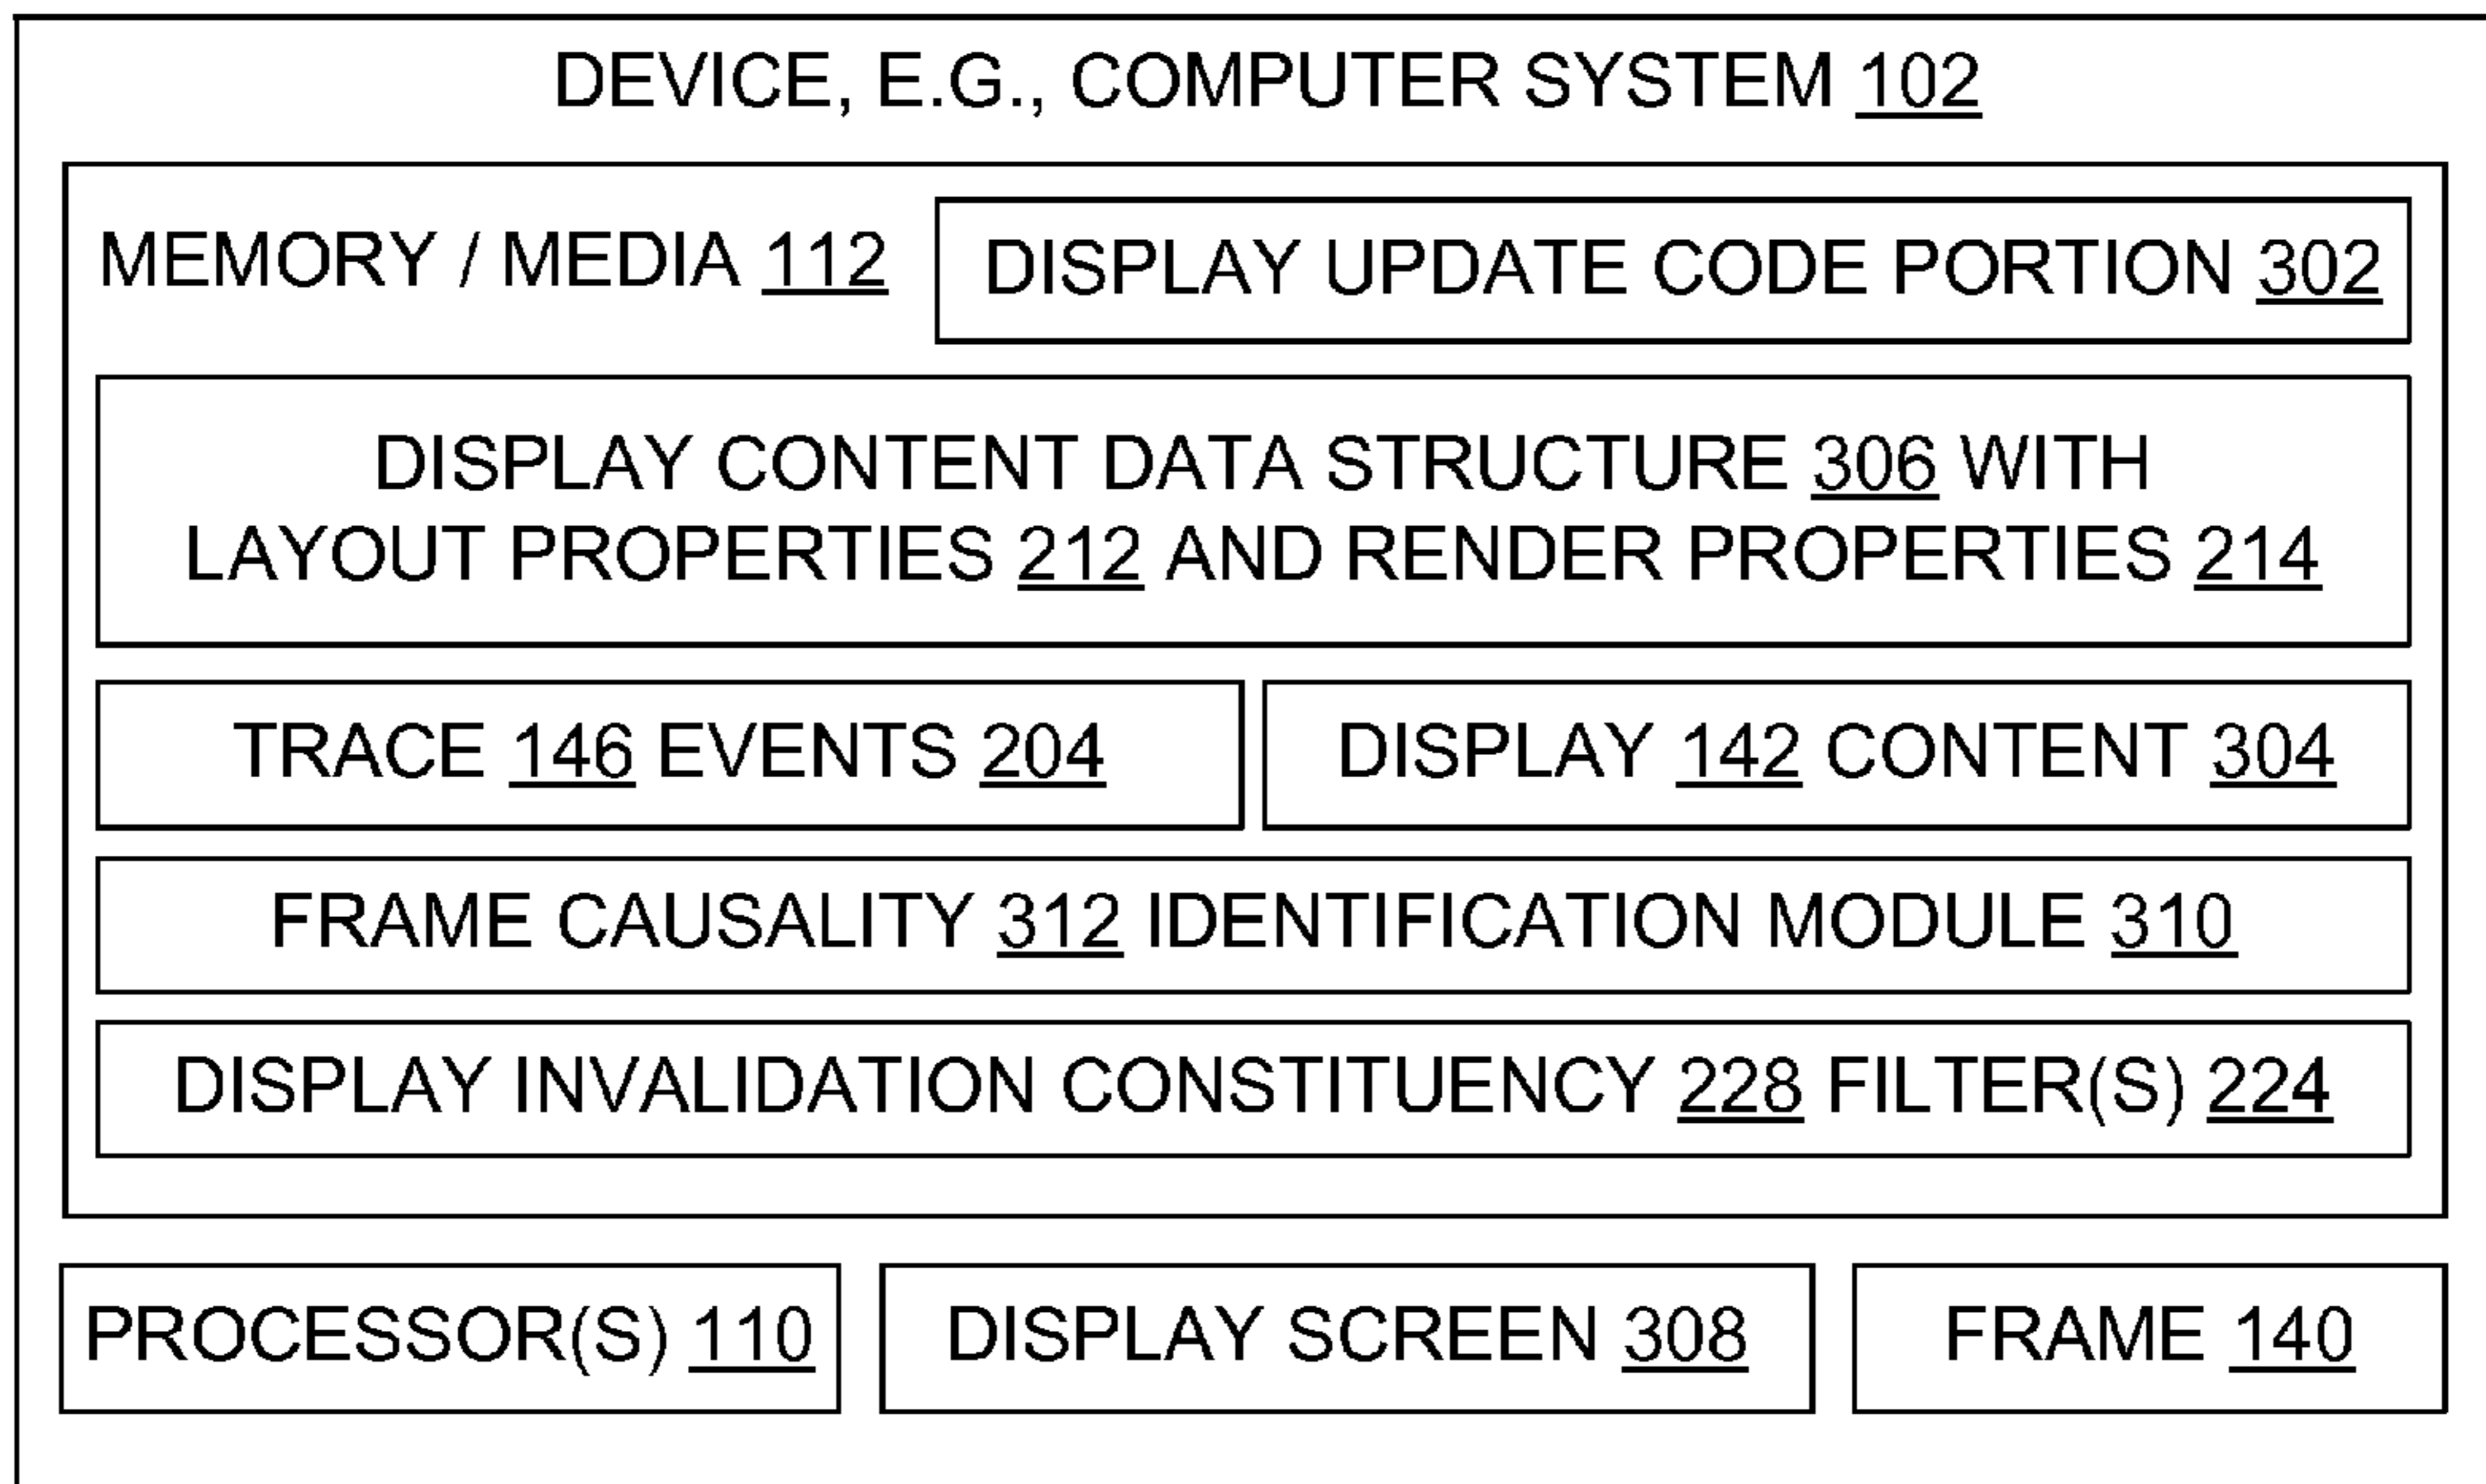 DEVICE, E.G., COMPUTER SYSTEM 102
MEMORY / MEDIA 112
DISPLAY UPDATE CODE PORTION 302
DISPLAY CONTENT DATA STRUCTURE 306 WITH
LAYOUT PROPERTIES 212 AND RENDER PROPERTIES 214
TRACE 146 EVENTS 204
DISPLAY 142 CONTENT 304
FRAME CAUSALITY 312 IDENTIFICATION MODULE 310
DISPLAY INVALIDATION CONSTITUENCY 228 FILTER(S) 224
PROCESSOR(S) 110
DISPLAY SCREEN 308
FRAME 140